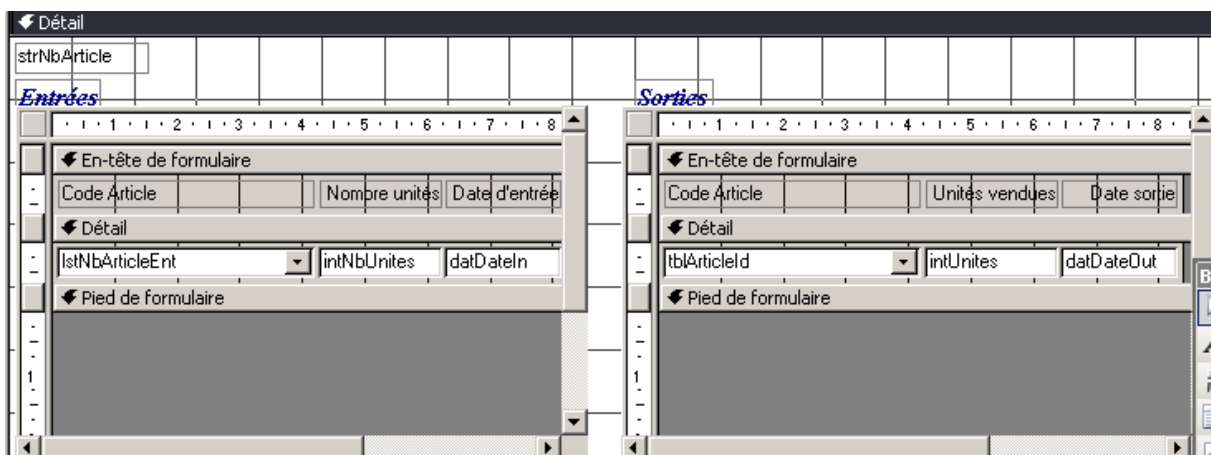 Détail
strNbArticle
Entrées
Sorties
1 2 3 4 5 6 7 8
1 2 3 4 5 6 7 8
En-tête de formulaire
En-tête de formulaire
Code Article Nombre unités Date d'entrée
Code Article Unités vendues Date sortie
Détail
Détail
lstNbArticleEnt intNbUnites datDateIn
tblArticleId intUnites datDateOut
Pied de formulaire
Pied de formulaire
1
1